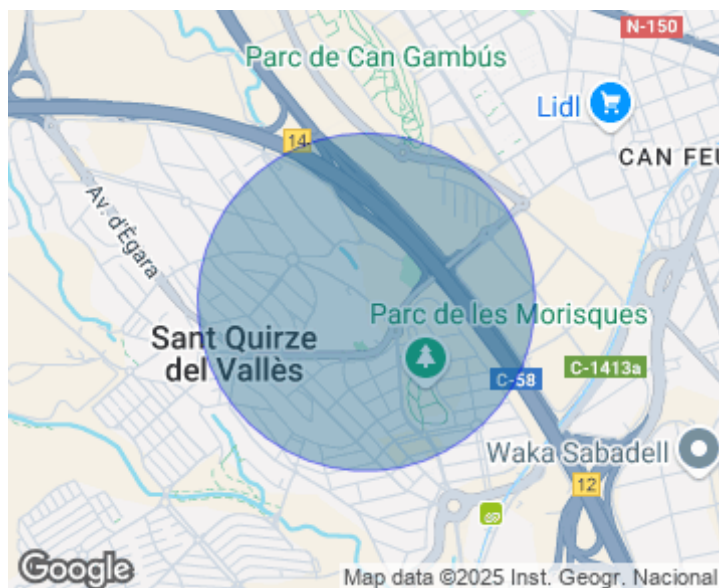 N-150
Parc de Can Gambús
Lidl
14
CAN FEU
Av. d'Ègara
Parc de les Morisques
Sant Quirze
del Vallès
C-58
C-1413a
Waka Sabadell
12
Google
Map data ©2025 Inst. Geogr. Nacional